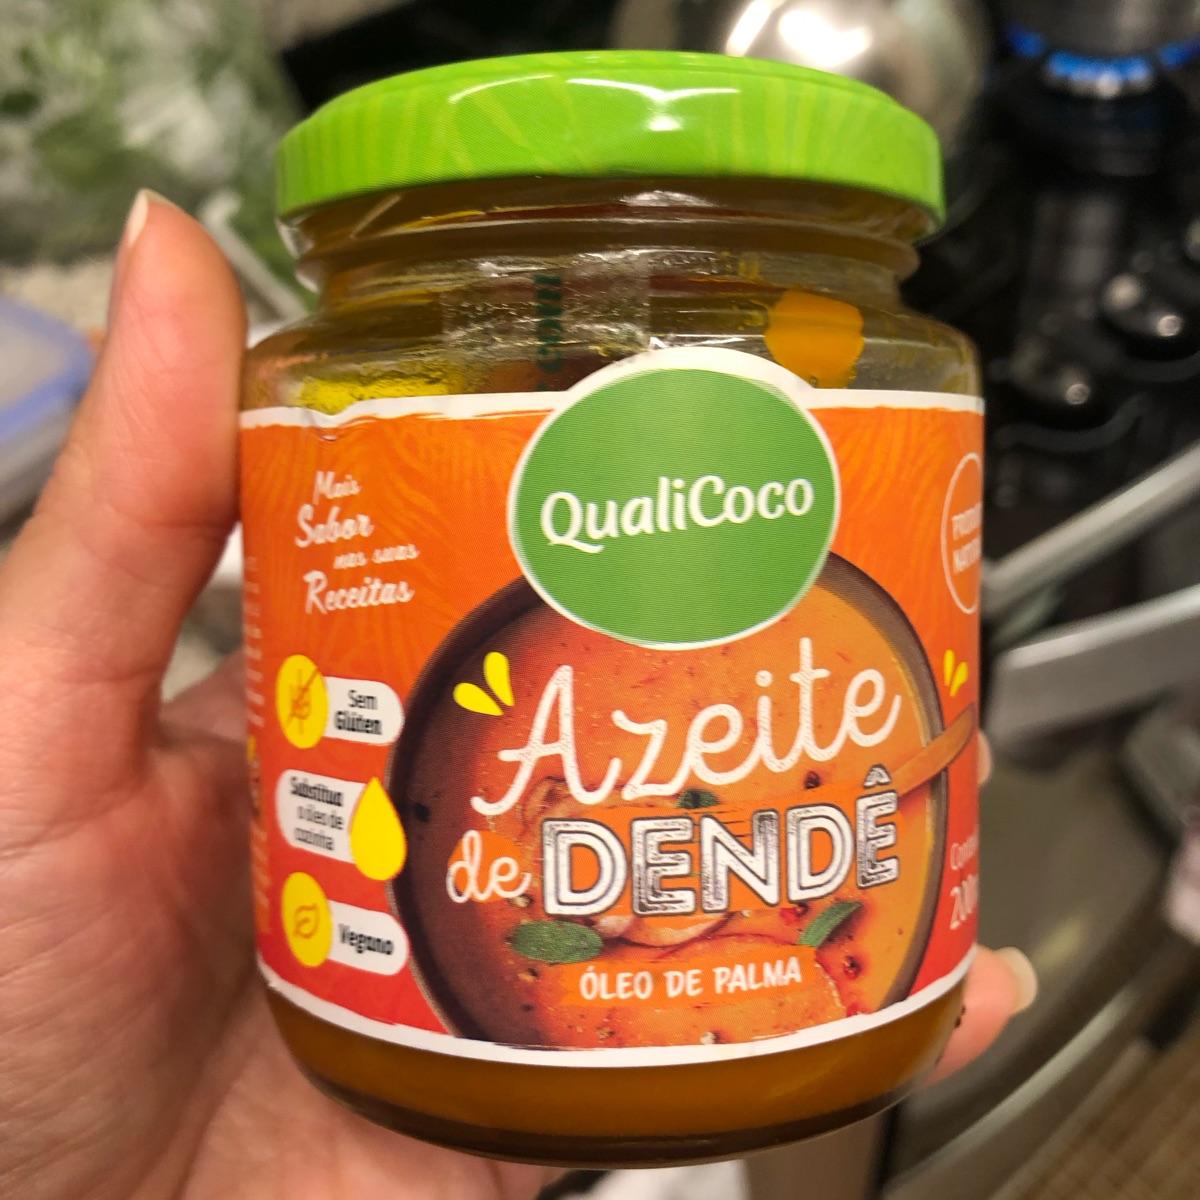 QualiCoco
Mais
Sabor
nas suas
Receitas
Azeite
de DENDÊ
ÓLEO DE PALMA
Sem
Glúten
Substitua
o óleo de
cozinha
Vegano